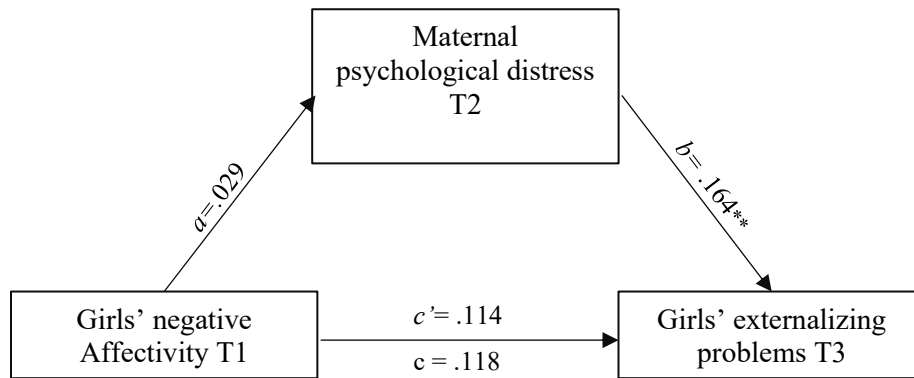 Maternal
psychological distress
T2
a=.029
b= .164**
Girls’ negative
Affectivity T1
c’= .114
c = .118
Girls’ externalizing
problems T3